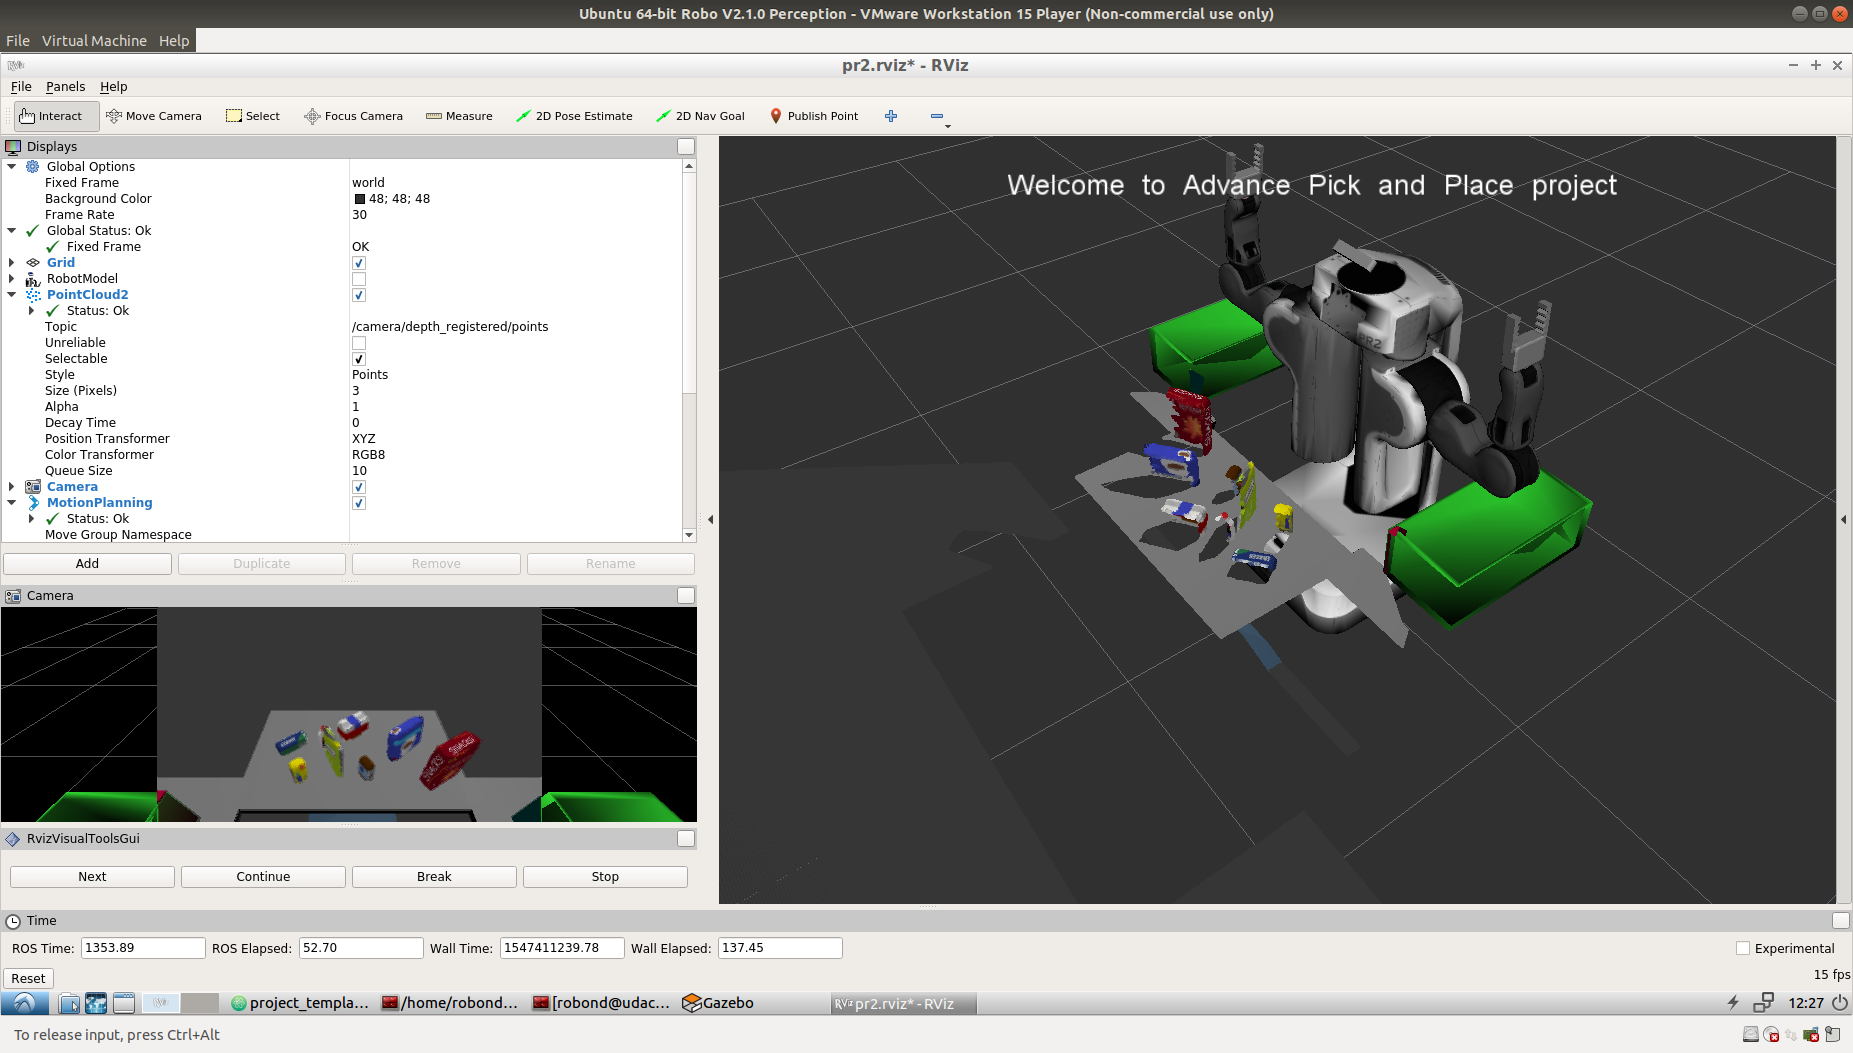 Ubuntu 64-bit Robo V2.1.0 Perception - VMware Workstation 15 Player (Non-commercial use only)
File Virtual Machine Help
pr2.rviz* - RViz
File Panels Help
Interact Move Camera Select Focus Camera Measure 2D Pose Estimate 2D Nav Goal Publish Point
Displays
Global Options
Fixed Frame world
Background Color 48; 48; 48
Frame Rate 30
Global Status: Ok
Fixed Frame OK
Grid
RobotModel
PointCloud2
Status: Ok
Topic /camera/depth_registered/points
Unreliable
Selectable
Style Points
Size (Pixels) 3
Alpha 1
Decay Time 0
Position Transformer XYZ
Color Transformer RGB8
Queue Size 10
Camera
MotionPlanning
Status: Ok
Move Group Namespace
Add Duplicate Remove Rename
Welcome to Advance Pick and Place project
PR2
Camera
SNACKS
SNACKS
RvizVisualToolsGui
Next Continue Break Stop
Time
ROS Time: 1353.89 ROS Elapsed: 52.70 Wall Time: 1547411239.78 Wall Elapsed: 137.45 Experimental
Reset 15 fps
project_templa... /home/robond... [robond@udac... Gazebo RViz pr2.rviz* - RViz 12:27
To release input, press Ctrl+Alt